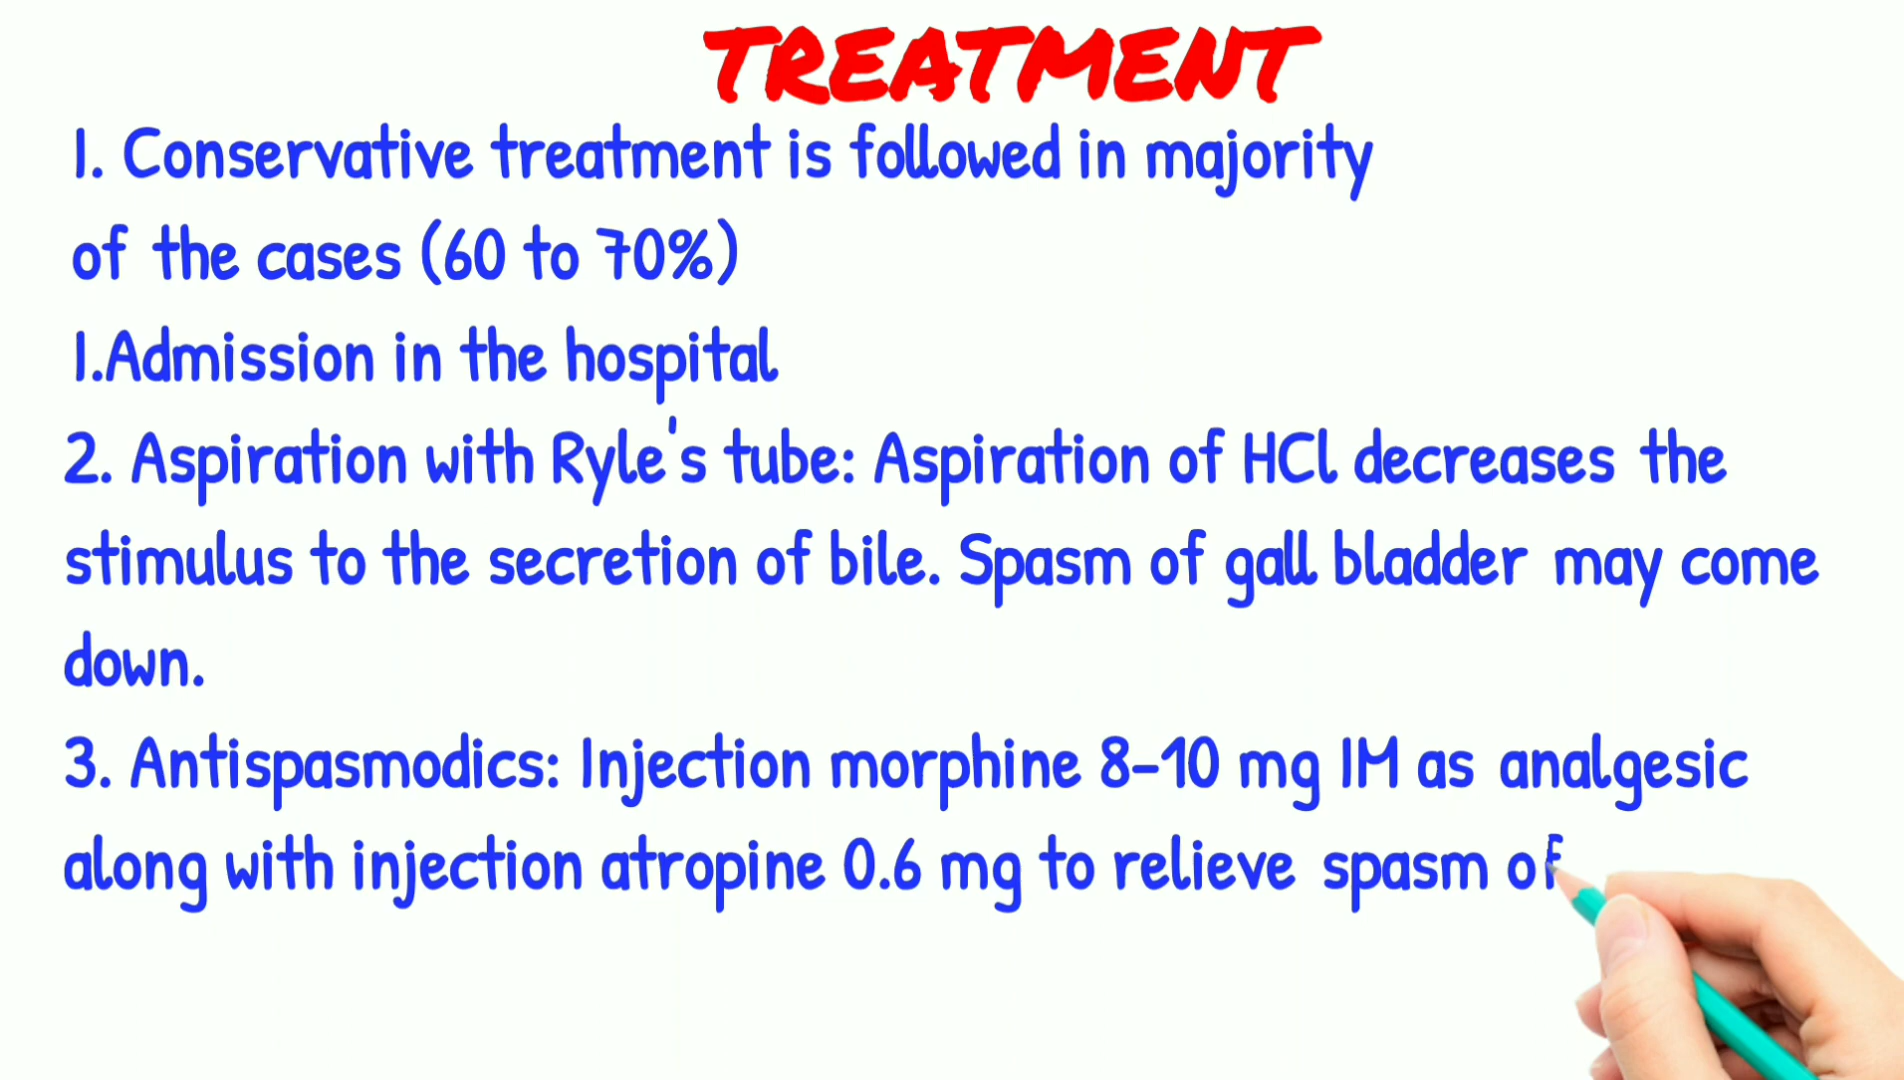 TREATMENT
1. Conservative treatment is followed in majority
of the cases (60 to 70%)
1.Admission in the hospital
2. Aspiration with Ryle's tube: Aspiration of HCl decreases the
stimulus to the secretion of bile. Spasm of gall bladder may come
down.
3. Antispasmodics: Injection morphine 8-10 mg IM as analgesic
along with injection atropine 0.6 mg to relieve spasm of